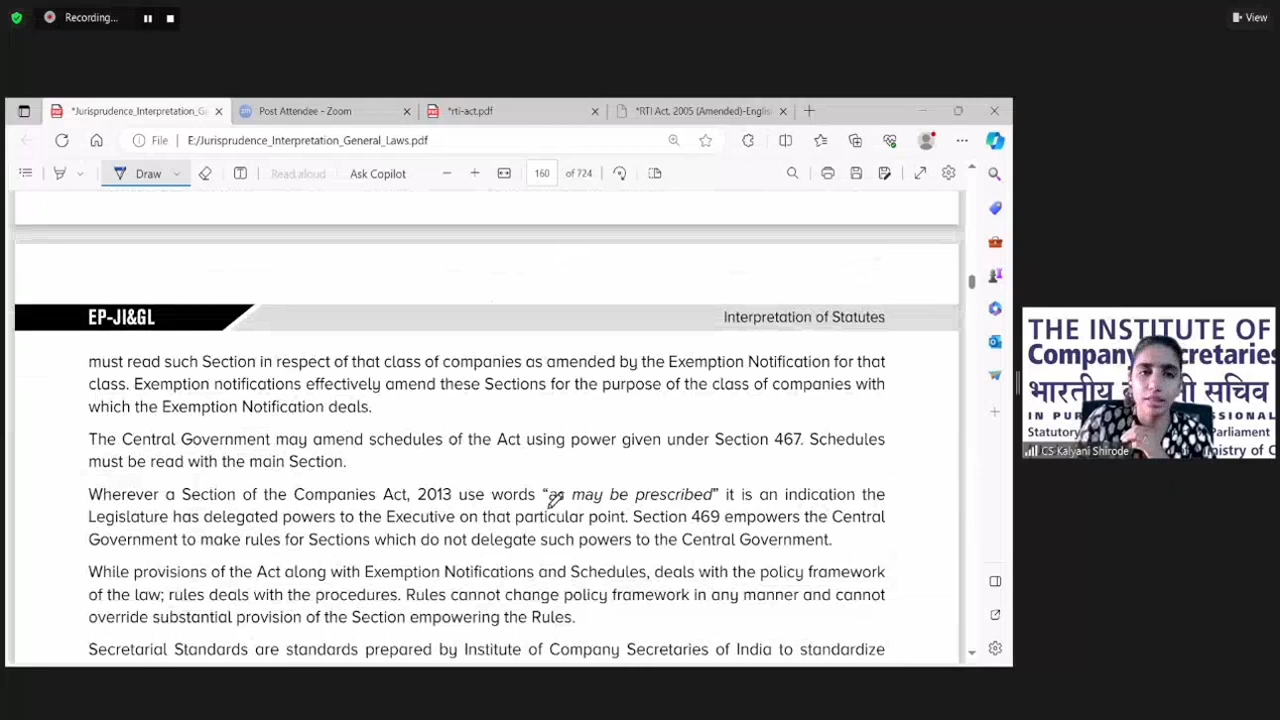 Recording...
View
*Jurisprudence_Interpretation_Ge
Post Attendee - Zoom
*rti-act.pdf
*RTI Act, 2005 (Amended)-Englis
File
E:/Jurisprudence_Interpretation_General_Laws.pdf
Draw
Read aloud
Ask Copilot
160 of 724
EP-JI&GL
Interpretation of Statutes
must read such Section in respect of that class of companies as amended by the Exemption Notification for that
class. Exemption notifications effectively amend these Sections for the purpose of the class of companies with
which the Exemption Notification deals.
The Central Government may amend schedules of the Act using power given under Section 467. Schedules
must be read with the main Section.
Wherever a Section of the Companies Act, 2013 use words “as may be prescribed” it is an indication the
Legislature has delegated powers to the Executive on that particular point. Section 469 empowers the Central
Government to make rules for Sections which do not delegate such powers to the Central Government.
While provisions of the Act along with Exemption Notifications and Schedules, deals with the policy framework
of the law; rules deals with the procedures. Rules cannot change policy framework in any manner and cannot
override substantial provision of the Section empowering the Rules.
Secretarial Standards are standards prepared by Institute of Company Secretaries of India to standardize
THE INSTITUTE OF
Company Secretaries
भारतीय सचिव
IN PUR
Statutory Parliament
CS Kalyani Shirode